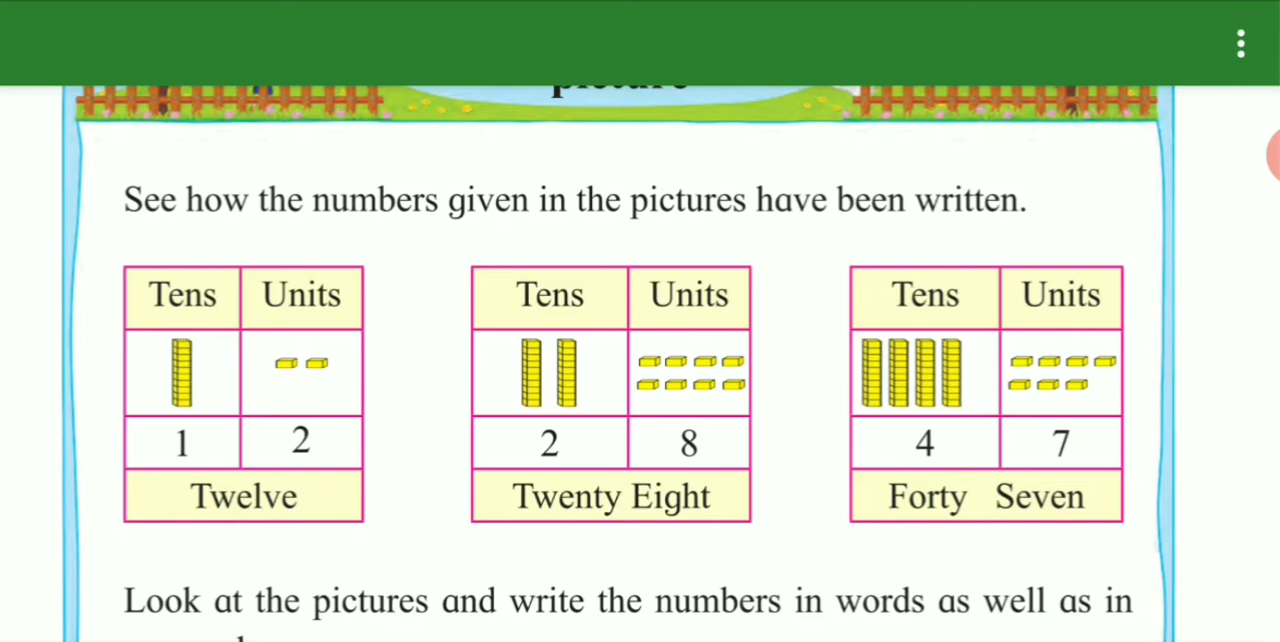 See how the numbers given in the pictures have been written.
Tens Units
1 2
Twelve
Tens Units
2 8
Twenty Eight
Tens Units
4 7
Forty Seven
Look at the pictures and write the numbers in words as well as in